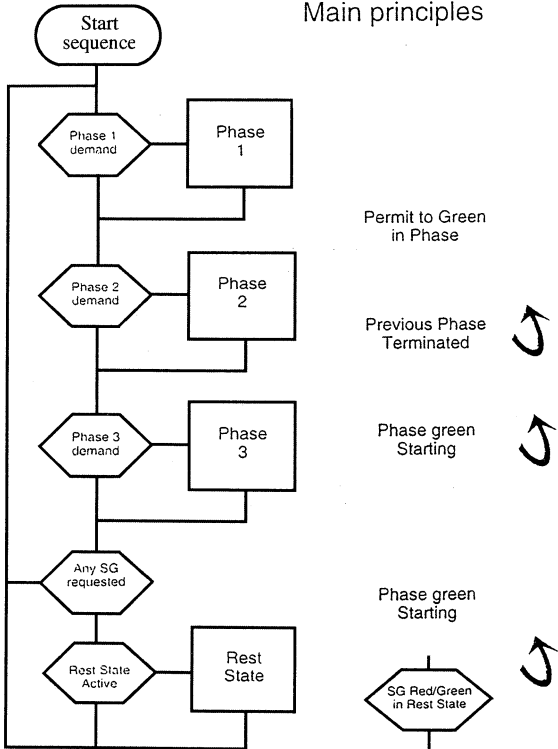 Main principles
Start
sequence
Phase 1
demand
Phase
1
Permit to Green
in Phase
Phase 2
demand
Phase
2
Previous Phase
Terminated
Phase 3
demand
Phase
3
Phase green
Starting
Any SG
requested
Phase green
Starting
Rest State
Active
Rest
State
SG Red/Green
in Rest State